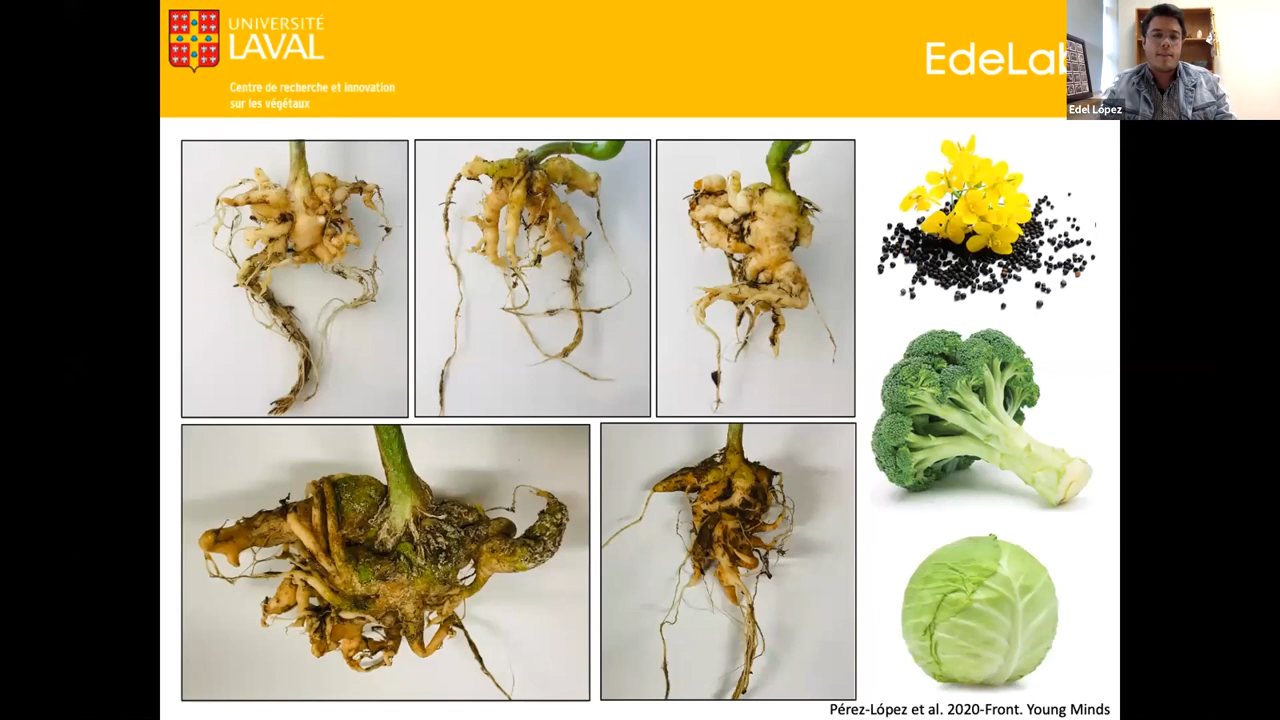 UNIVERSITÉ
LAVAL
Centre de recherche et innovation
sur les végétaux
EdeLab
Edel López
Pérez-López et al. 2020-Front. Young Minds